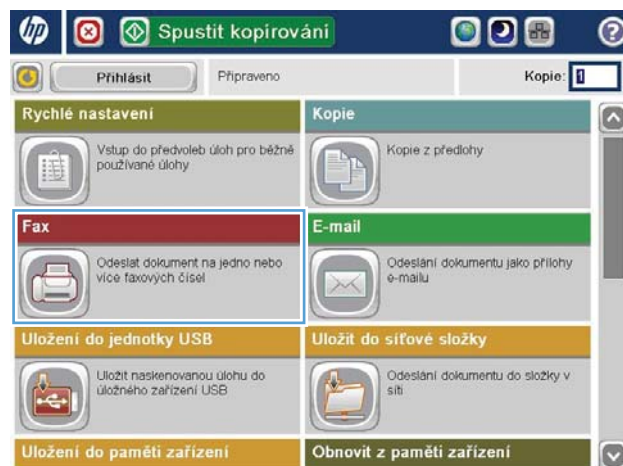 hp Spustit kopírování ?
Přihlásit Připraveno Kopie: 1
Rychlé nastavení
Vstup do předvoleb úloh pro běžně
používané úlohy
Kopie
Kopie z předlohy
Fax
Odeslat dokument na jedno nebo
více faxových čísel
E-mail
Odeslání dokumentu jako přílohy
e-mailu
Uložení do jednotky USB
Uložit naskenovanou úlohu do
úložného zařízení USB
Uložit do síťové složky
Odeslání dokumentu do složky v
síti
Uložení do paměti zařízení
Obnovit z paměti zařízení